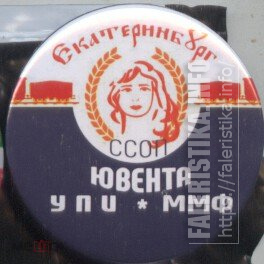 Екатеринбург
ССОП
ЮВЕНТА
УПИ * ММФ
FALERISTIKA.INFO
http://faleristika.info